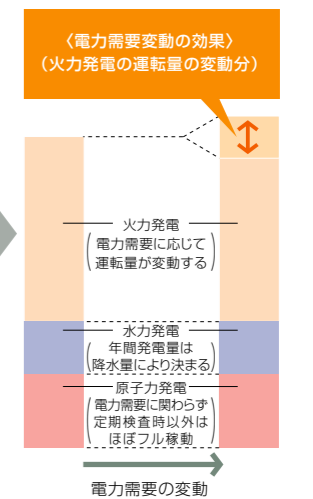 〈電力需要変動の効果〉
（火力発電の運転量の変動分）
火力発電
（電力需要に応じて
運転量が変動する）
水力発電
（年間発電量は
降水量により決まる）
原子力発電
（電力需要に関わらず
定期検査時以外は
ほぼフル稼動）
電力需要の変動